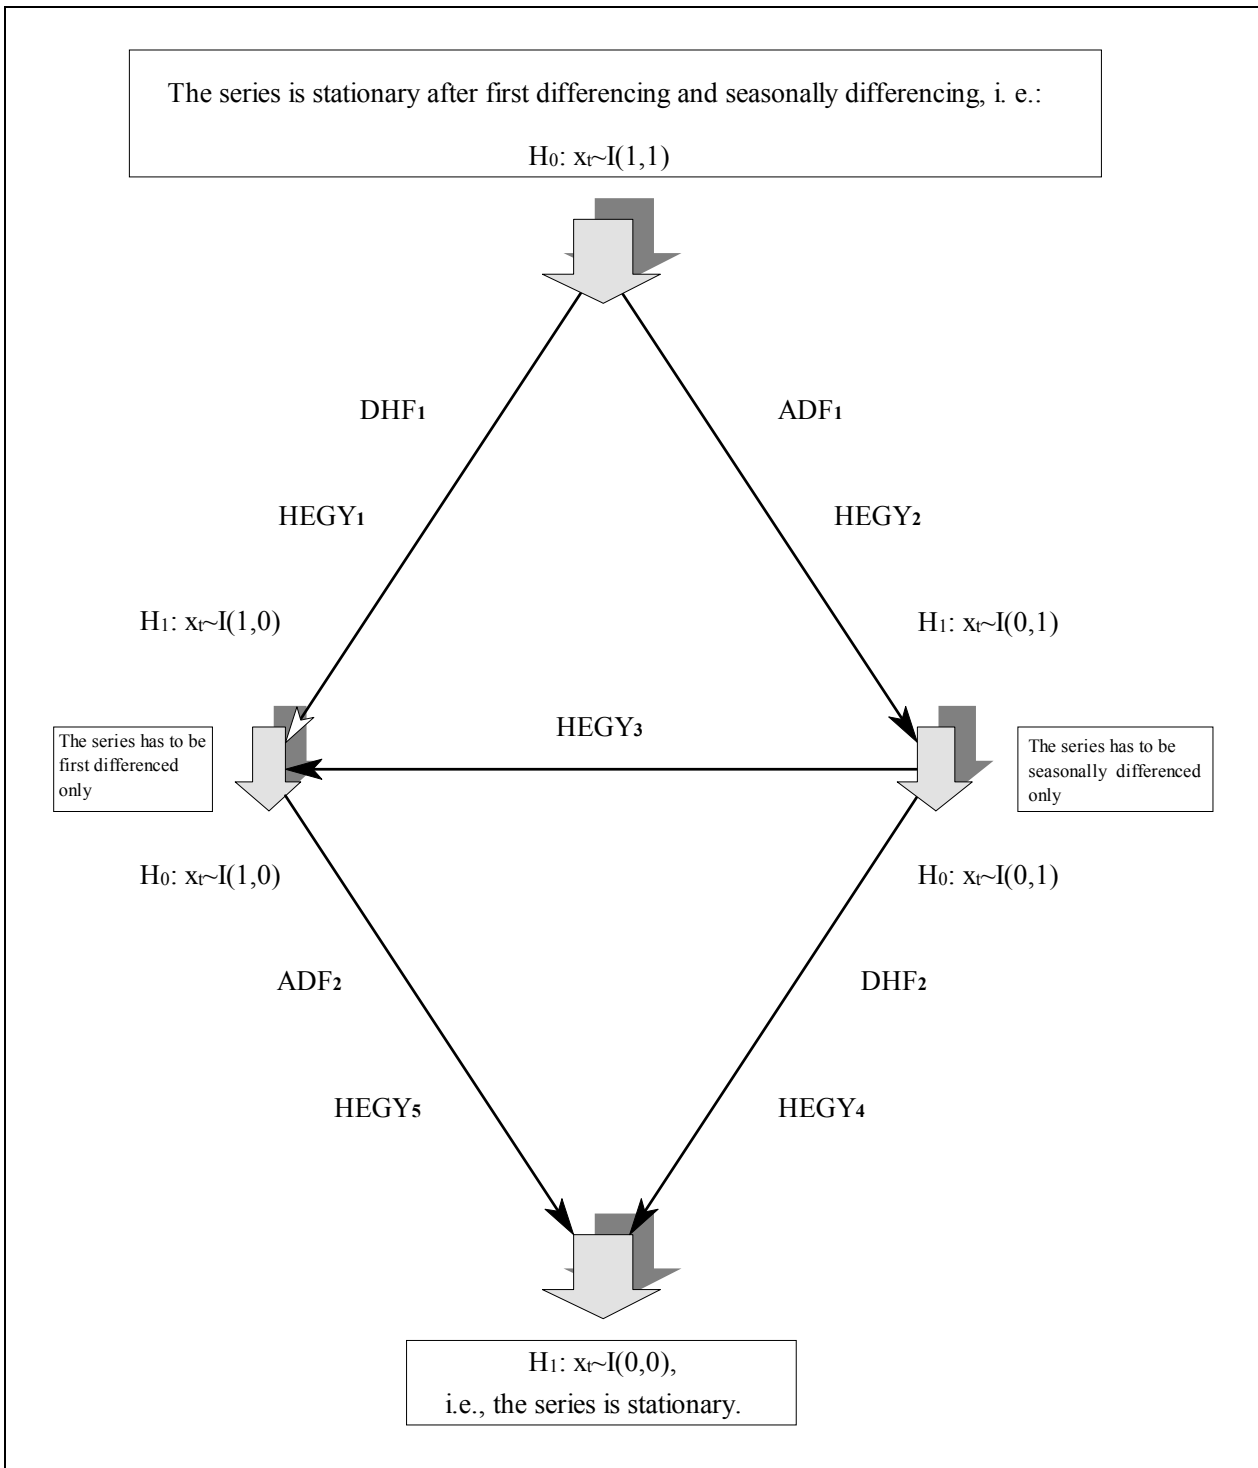 The series is stationary after first differencing and seasonally differencing, i. e.:
H0: xt~I(1,1)
DHF1
ADF1
HEGY1
HEGY2
H1: xt~I(1,0)
H1: xt~I(0,1)
HEGY3
The series has to be
first differenced
only
The series has to be
seasonally differenced
only
H0: xt~I(1,0)
H0: xt~I(0,1)
ADF2
DHF2
HEGY5
HEGY4
H1: xt~I(0,0),
i.e., the series is stationary.